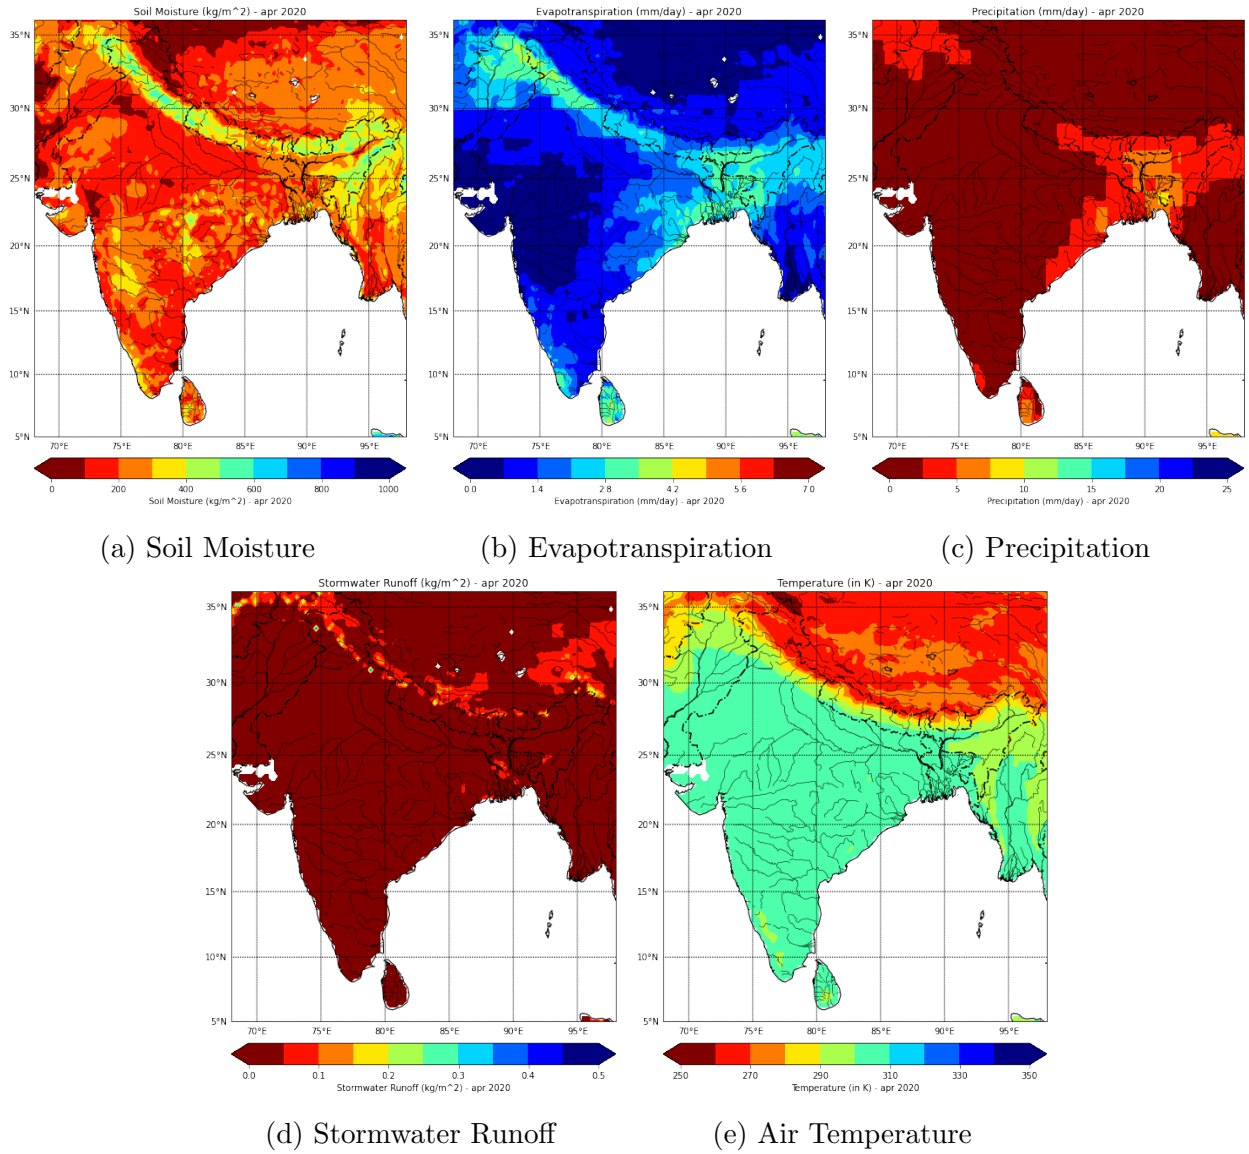 Soil Moisture (kg/m^2) - apr 2020
35°N
30°N
25°N
20°N
15°N
10°N
5°N
70°E 75°E 80°E 85°E 90°E 95°E
0 200 400 600 800 1000
Soil Moisture (kg/m^2) - apr 2020
(a) Soil Moisture
Evapotranspiration (mm/day) - apr 2020
35°N
30°N
25°N
20°N
15°N
10°N
5°N
70°E 75°E 80°E 85°E 90°E 95°E
0.0 1.4 2.8 4.2 5.6 7.0
Evapotranspiration (mm/day) - apr 2020
(b) Evapotranspiration
Precipitation (mm/day) - apr 2020
35°N
30°N
25°N
20°N
15°N
10°N
5°N
70°E 75°E 80°E 85°E 90°E 95°E
0 5 10 15 20 25
Precipitation (mm/day) - apr 2020
(c) Precipitation
Stormwater Runoff (kg/m^2) - apr 2020
35°N
30°N
25°N
20°N
15°N
10°N
5°N
70°E 75°E 80°E 85°E 90°E 95°E
0.0 0.1 0.2 0.3 0.4 0.5
Stormwater Runoff (kg/m^2) - apr 2020
(d) Stormwater Runoff
Temperature (in K) - apr 2020
35°N
30°N
25°N
20°N
15°N
10°N
5°N
70°E 75°E 80°E 85°E 90°E 95°E
250 270 290 310 330 350
Temperature (in K) - apr 2020
(e) Air Temperature